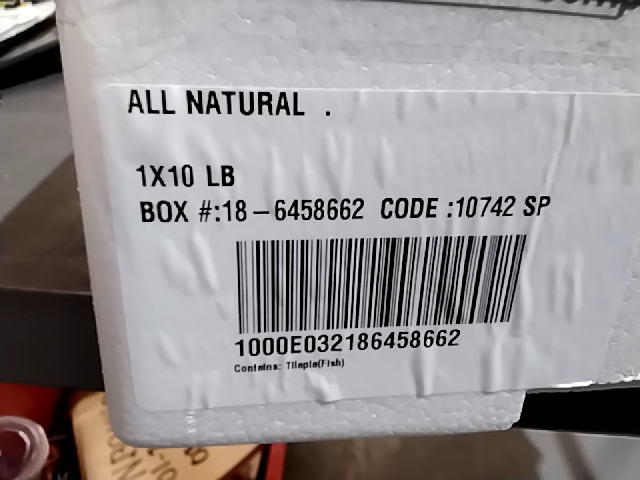 ALL NATURAL .
1X10 LB
BOX #:18-6458662 CODE :10742 SP
1000E032186458662
Contains: Tilapia(Fish)